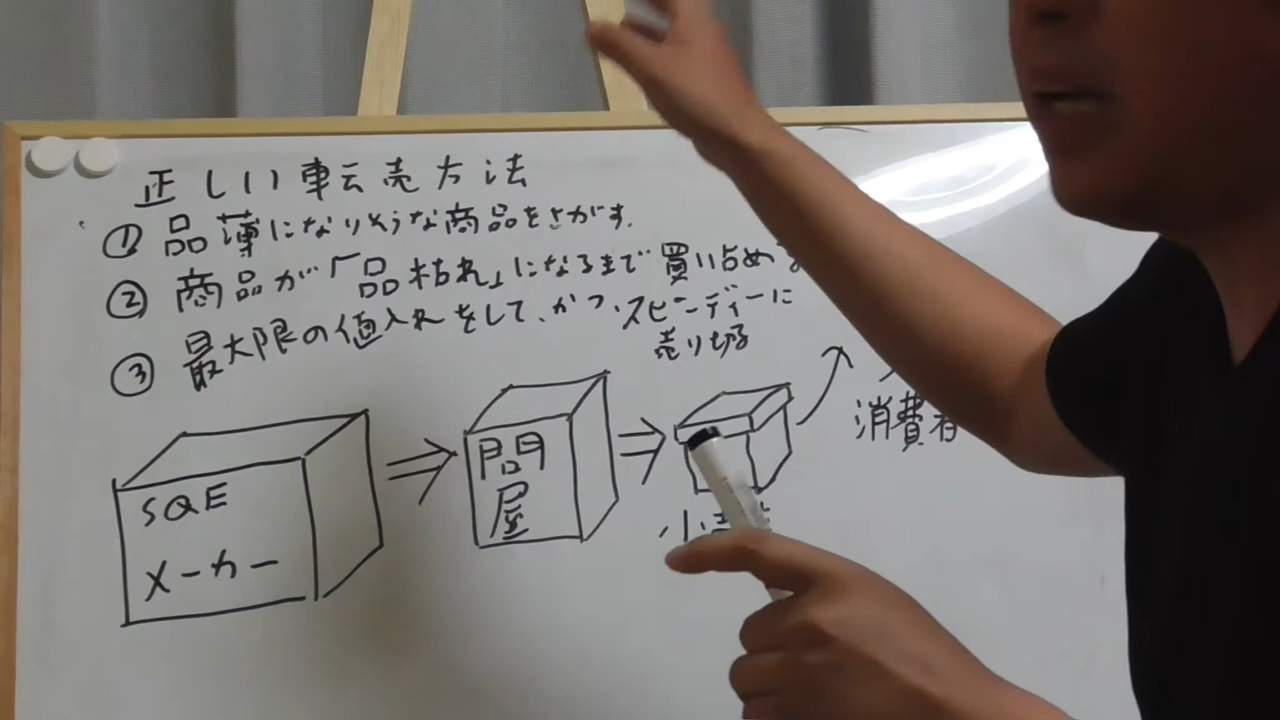 正しい転売方法
① 品薄になりそうな商品をさがす.
② 商品が「品枯れ」になるまで買い占める
③ 最大限の値入れをして、かつ、スピーディーに
売り切る
SQE
メーカー
問
屋
小売
消費者